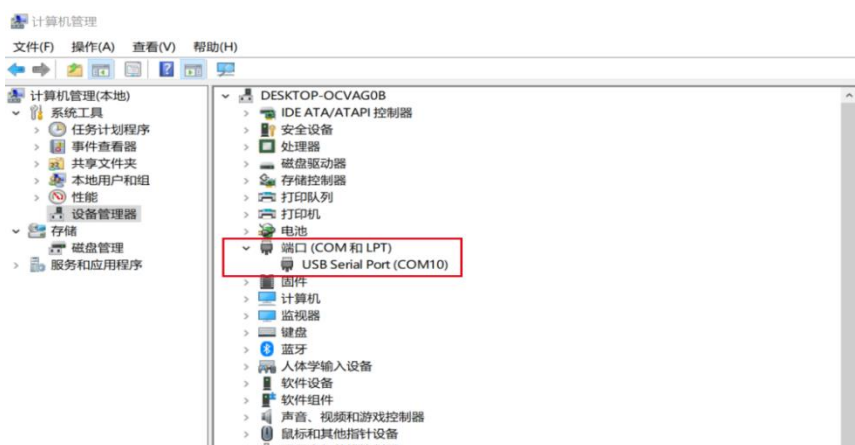 计算机管理
文件(F) 操作(A) 查看(V) 帮助(H)
计算机管理(本地)
系统工具
任务计划程序
事件查看器
共享文件夹
本地用户和组
性能
设备管理器
存储
磁盘管理
服务和应用程序
DESKTOP-OCVAG0B
IDE ATA/ATAPI 控制器
安全设备
处理器
磁盘驱动器
存储控制器
打印队列
打印机
电池
端口 (COM 和 LPT)
USB Serial Port (COM10)
固件
计算机
监视器
键盘
蓝牙
人体学输入设备
软件设备
软件组件
声音、视频和游戏控制器
鼠标和其他指针设备